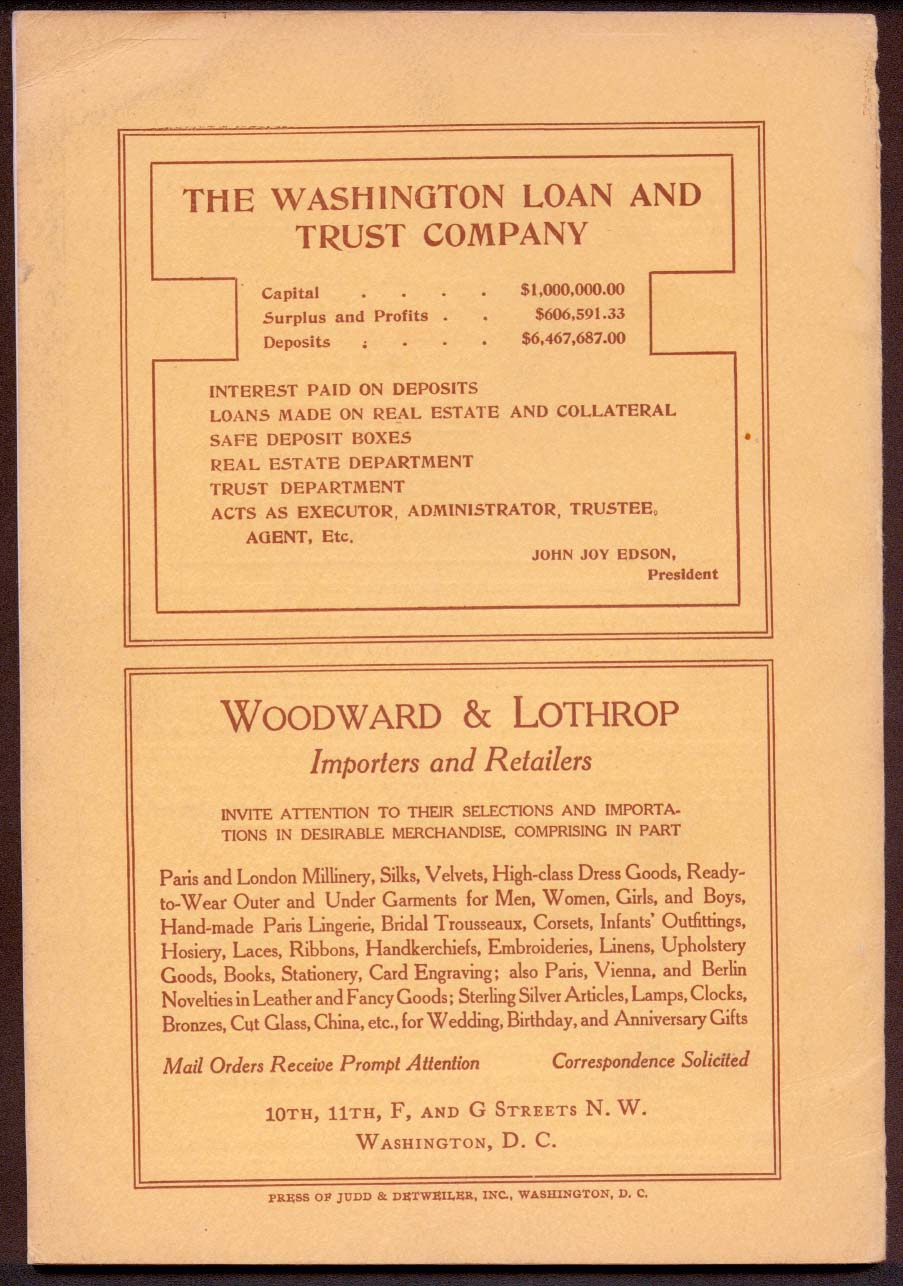 THE WASHINGTON LOAN AND
TRUST COMPANY
Capital . . . . $1,000,000.00
Surplus and Profits . . $606,591.33
Deposits : . . . $6,467,687.00
INTEREST PAID ON DEPOSITS
LOANS MADE ON REAL ESTATE AND COLLATERAL
SAFE DEPOSIT BOXES
REAL ESTATE DEPARTMENT
TRUST DEPARTMENT
ACTS AS EXECUTOR, ADMINISTRATOR, TRUSTEE,
AGENT, Etc.
JOHN JOY EDSON,
President
WOODWARD & LOTHROP
Importers and Retailers
INVITE ATTENTION TO THEIR SELECTIONS AND IMPORTA-
TIONS IN DESIRABLE MERCHANDISE, COMPRISING IN PART
Paris and London Millinery, Silks, Velvets, High-class Dress Goods, Ready-
to-Wear Outer and Under Garments for Men, Women, Girls, and Boys,
Hand-made Paris Lingerie, Bridal Trousseaux, Corsets, Infants' Outfittings,
Hosiery, Laces, Ribbons, Handkerchiefs, Embroideries, Linens, Upholstery
Goods, Books, Stationery, Card Engraving; also Paris, Vienna, and Berlin
Novelties in Leather and Fancy Goods; Sterling Silver Articles, Lamps, Clocks,
Bronzes, Cut Glass, China, etc., for Wedding, Birthday, and Anniversary Gifts
Mail Orders Receive Prompt Attention Correspondence Solicited
10TH, 11TH, F, AND G STREETS N. W.
WASHINGTON, D. C.
PRESS OF JUDD & DETWEILER, INC., WASHINGTON, D. C.